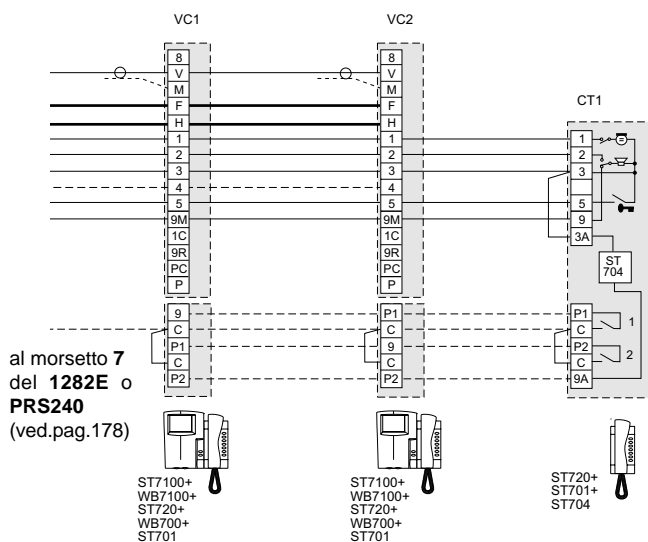 VC1
VC2
CT1
8
V
M
F
H
1
2
3
4
5
9M
1C
9R
PC
P
9
C
P1
C
P2
8
V
M
F
H
1
2
3
4
5
9M
1C
9R
PC
P
P1
C
9
C
P2
1
2
3
5
9
3A
ST
704
P1
C
P2
C
9A
1
2
al morsetto 7
del 1282E o
PRS240
(ved.pag.178)
ST7100+
WB7100+
ST720+
WB700+
ST701
ST7100+
WB7100+
ST720+
WB700+
ST701
ST720+
ST701+
ST704